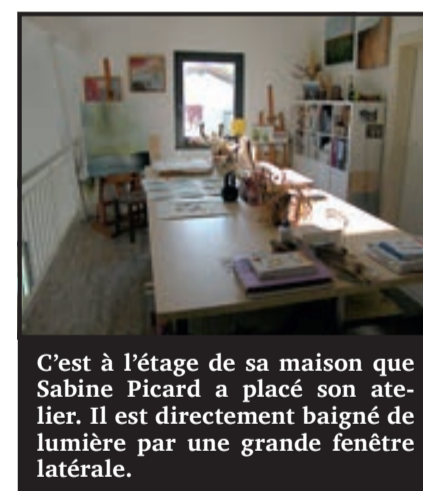 C’est à l’étage de sa maison que
Sabine Picard a placé son ate-
lier. Il est directement baigné de
lumière par une grande fenêtre
latérale.